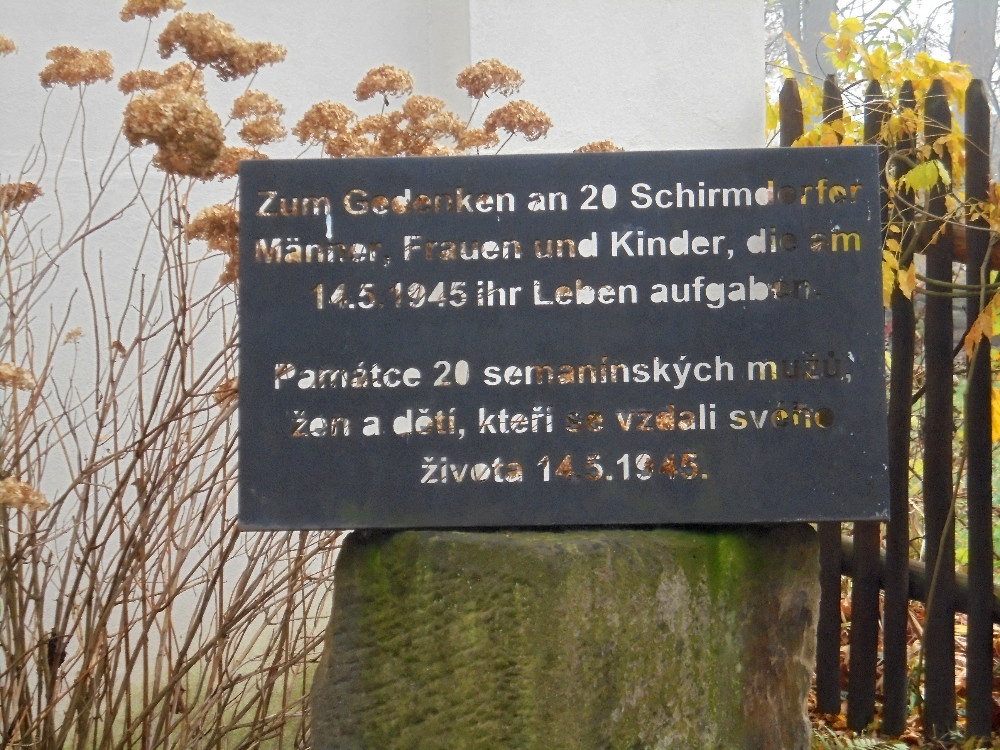 Zum Gedenken an 20 Schirmdorfer
Männer, Frauen und Kinder, die am
14.5.1945 ihr Leben aufgaben.
Památce 20 semanínských mužů,
žen a dětí, kteří se vzdali svého
života 14.5.1945.